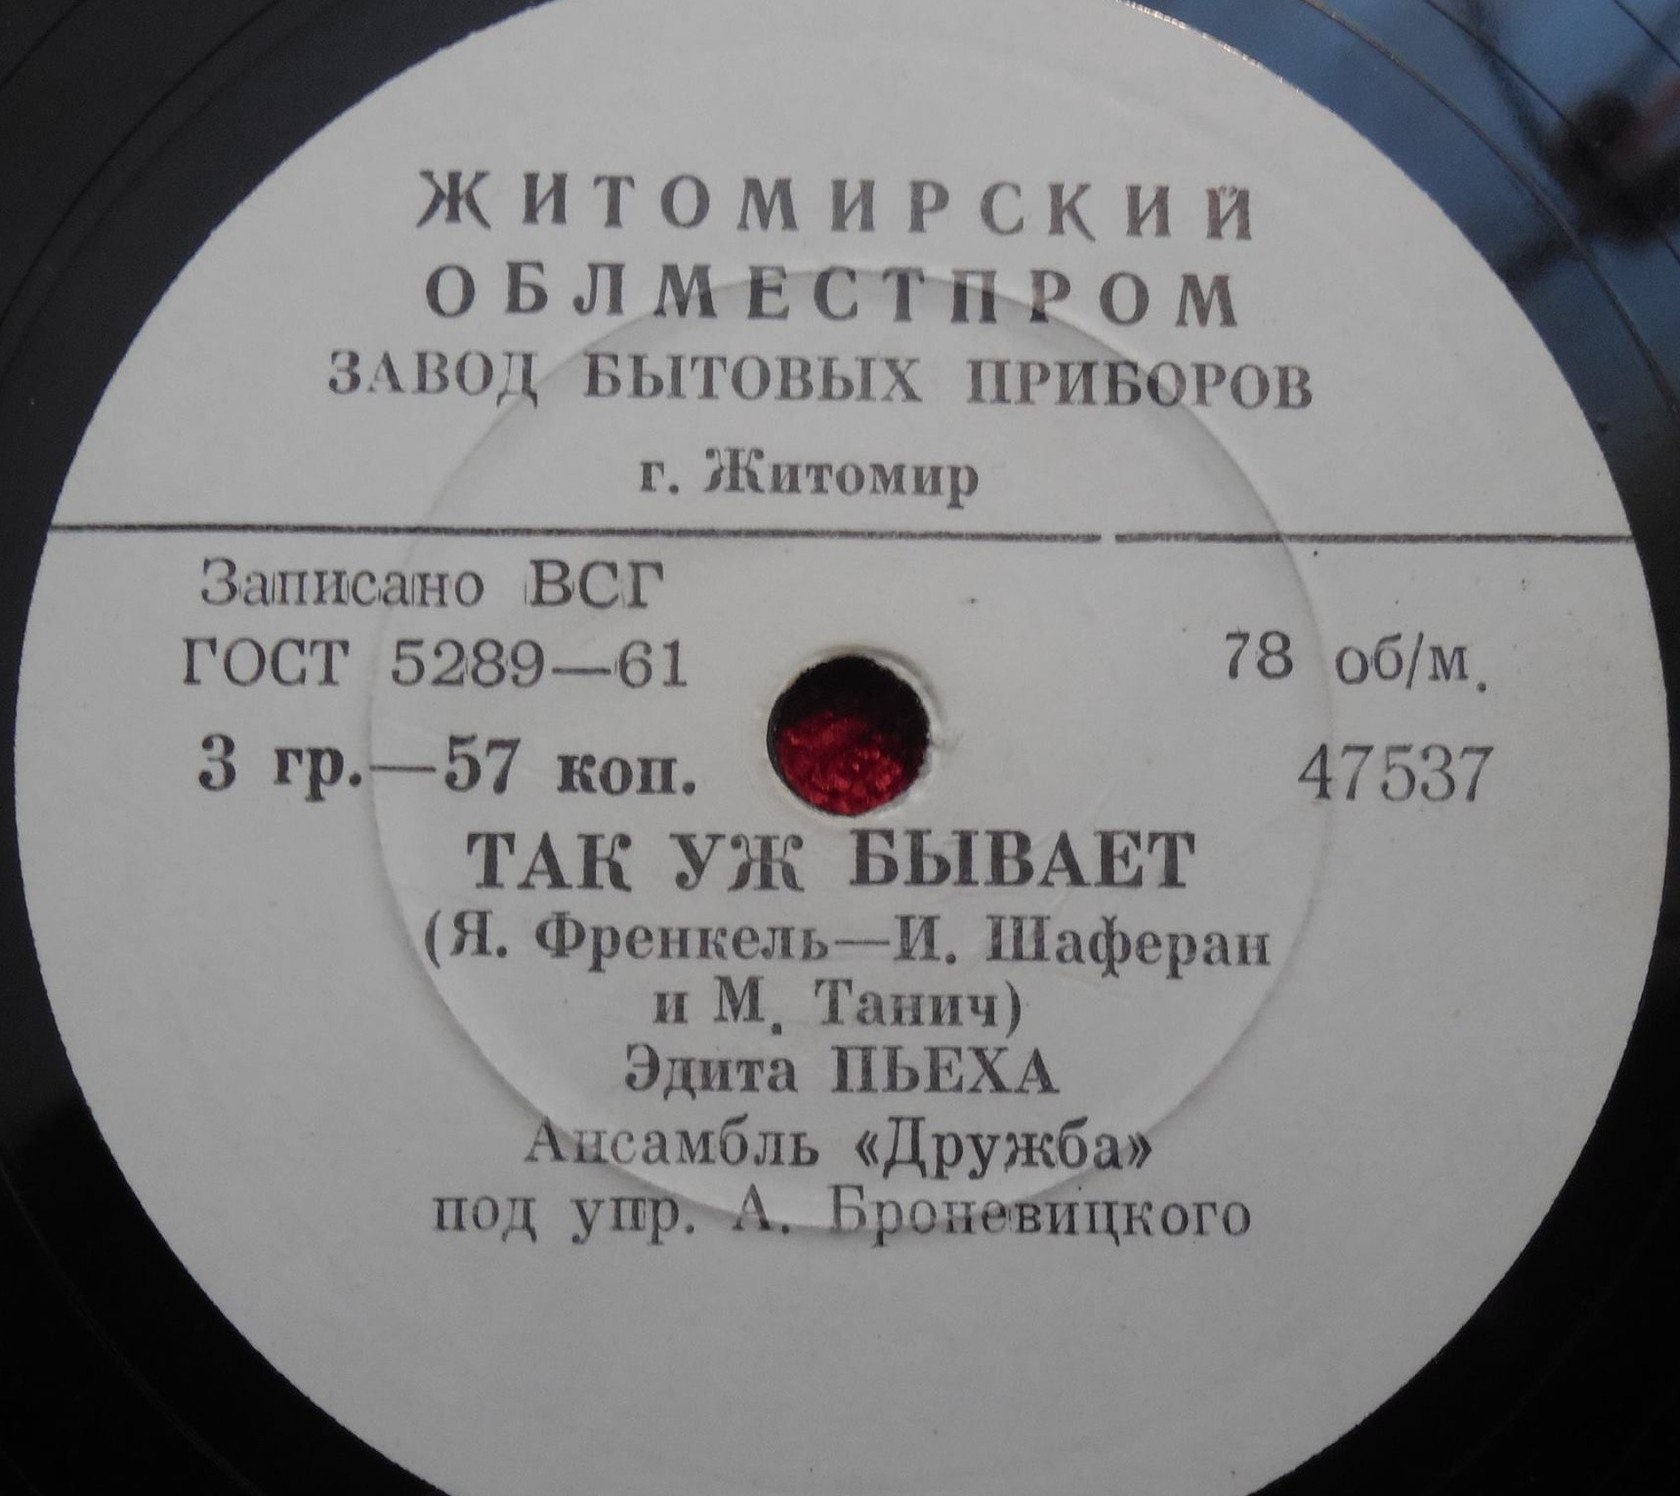 ЖИТОМИРСКИЙ
ОБЛМЕСТПРОМ
ЗАВОД БЫТОВЫХ ПРИБОРОВ
г. Житомир
Записано ВСГ
ГОСТ 5289—61
78 об/м.
3 гр.—57 коп.
47537
ТАК УЖ БЫВАЕТ
(Я. Френкель—И. Шаферан
и М. Танич)
Эдита ПЬЕХА
Ансамбль «Дружба»
под упр. А. Броневицкого